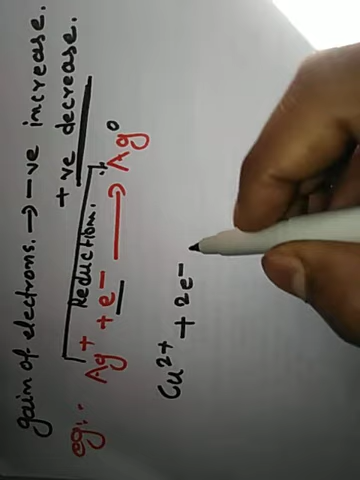 gain of electrons. → -ve increase.
+ve decrease.
Reduction:
eg:- Ag⁺ + e⁻ → Ag⁰
Cu²⁺ + 2e⁻